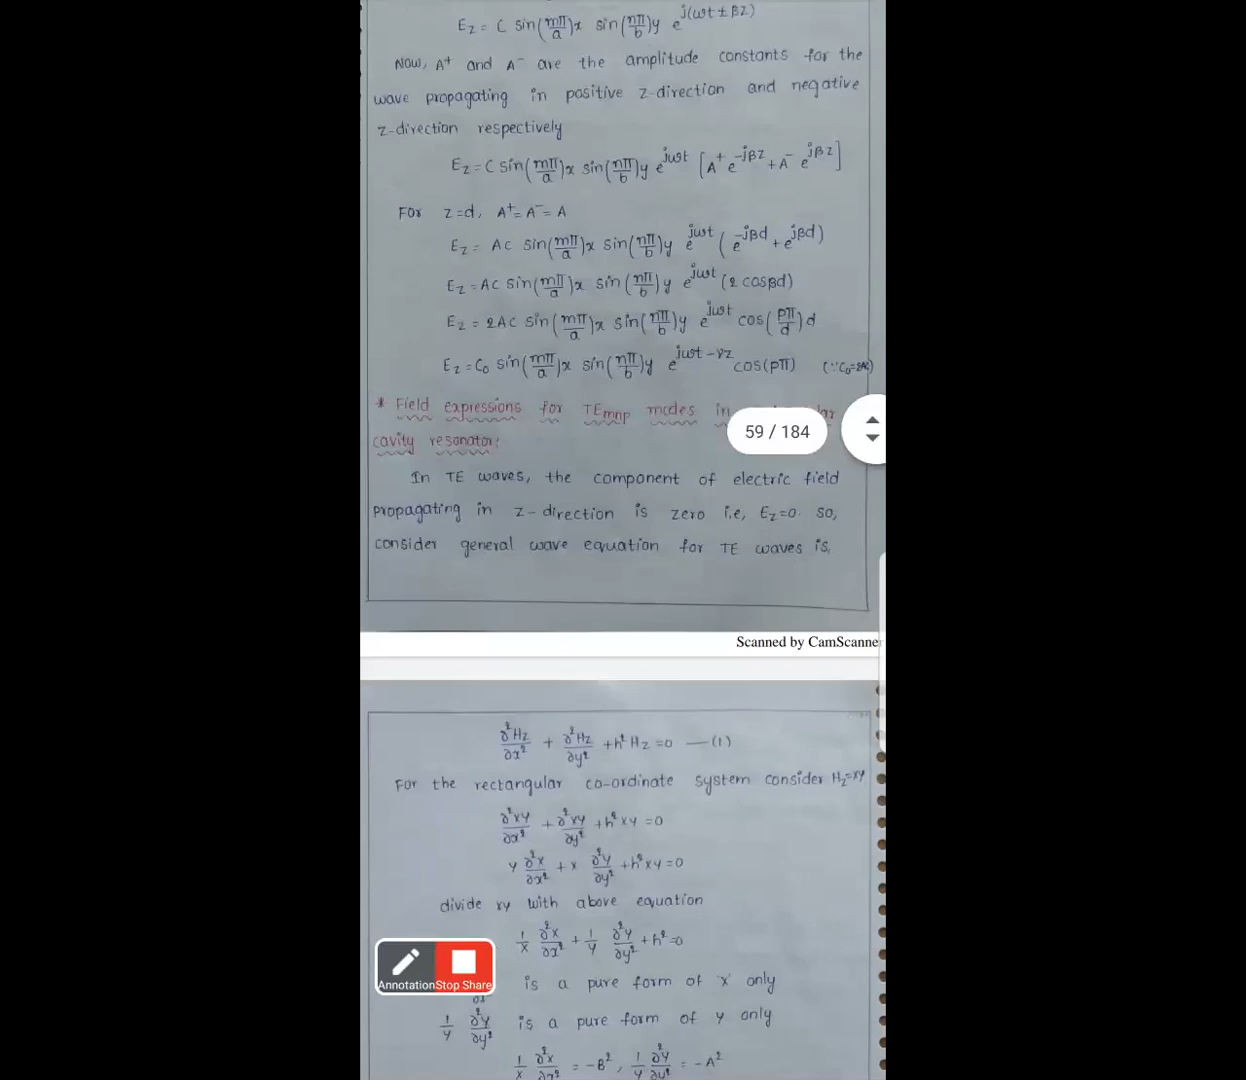 Ez = C sin(mπ/a)x sin(nπ/b)y e^j(ωt ± βz)
Now, A⁺ and A⁻ are the amplitude constants for the
wave propagating in positive z-direction and negative
z-direction respectively
Ez = C sin(mπ/a)x sin(nπ/b)y e^jωt [A⁺ e^-jβz + A⁻ e^jβz]
For z=d, A⁺= A⁻= A
Ez = AC sin(mπ/a)x sin(nπ/b)y e^jωt (e^-jβd + e^jβd)
Ez = AC sin(mπ/a)x sin(nπ/b)y e^jωt (2 cosβd)
Ez = 2AC sin(mπ/a)x sin(nπ/b)y e^jωt cos(pπ/d)d
Ez = C₀ sin(mπ/a)x sin(nπ/b)y e^jωt-γz cos(pπ) (∵C₀=2AC)
* Field expressions for TEmnp modes in
cavity resonator:
59 / 184
In TE waves, the component of electric field
propagating in z-direction is zero i.e, Ez=0. so,
consider general wave equation for TE waves is,
Scanned by CamScanner
∂²Hz/∂x² + ∂²Hz/∂y² + h² Hz = 0 —(1)
For the rectangular co-ordinate system consider Hz=XY
∂²XY/∂x² + ∂²XY/∂y² + h² XY = 0
Y ∂²X/∂x² + X ∂²Y/∂y² + h² XY = 0
divide XY with above equation
1/X ∂²X/∂x² + 1/Y ∂²Y/∂y² + h² = 0
is a pure form of 'X' only
Annotation Stop Share
1/Y ∂²Y/∂y² is a pure form of Y only
1/X ∂²X/∂x² = -B², 1/Y ∂²Y/∂y² = -A²